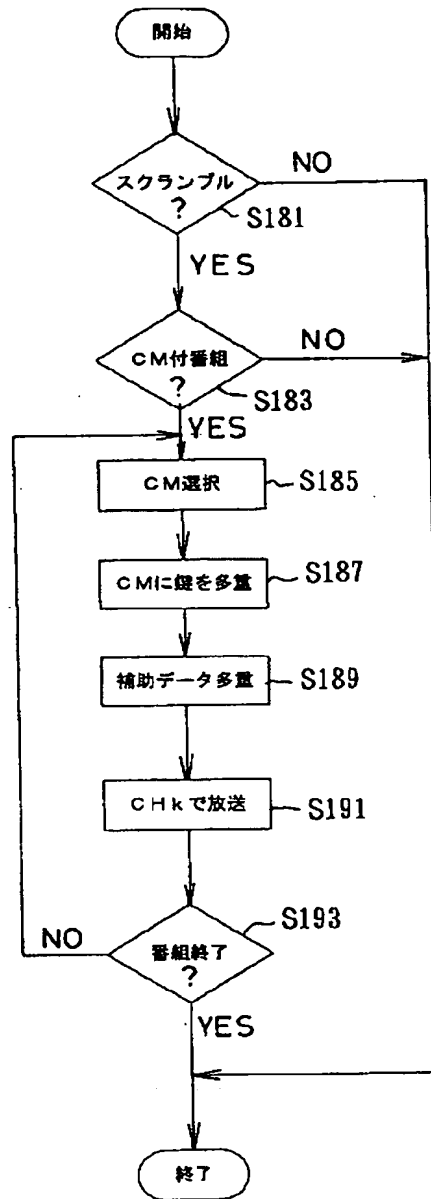 開始
スクランブル
?
NO
S181
YES
CM付番組
?
NO
S183
YES
CM選択
S185
CMに鍵を多重
S187
補助データ多重
S189
CHkで放送
S191
番組終了
?
S193
NO
YES
終了